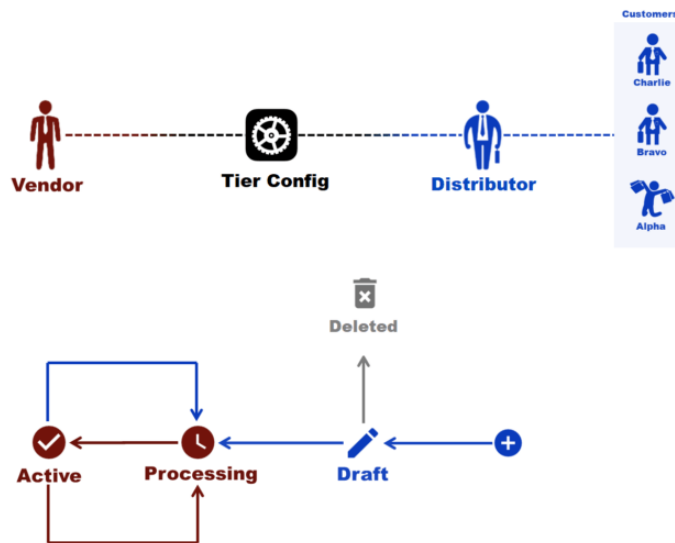 Customers
Charlie
Bravo
Alpha
Vendor
Tier Config
Distributor
Deleted
Active
Processing
Draft